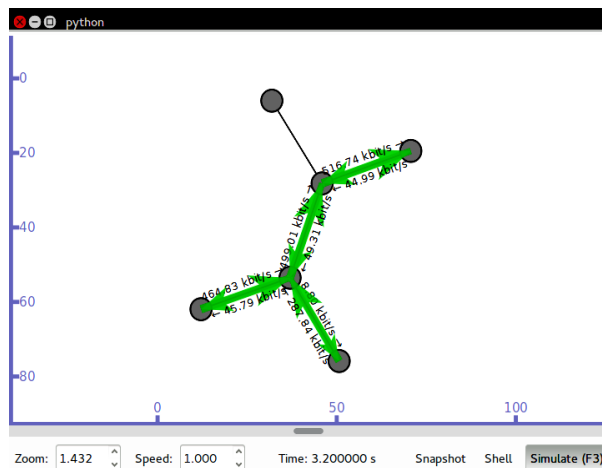 python
0
20
516.74 kbit/s →
← 44.99 kbit/s
40
499.01 kbit/s
← 49.31 kbit/s
60
464.83 kbit/s →
← 45.79 kbit/s
287.84 kbit/s
80
0
50
100
Zoom: 1.432
Speed: 1.000
Time: 3.200000 s
Snapshot
Shell
Simulate (F3)